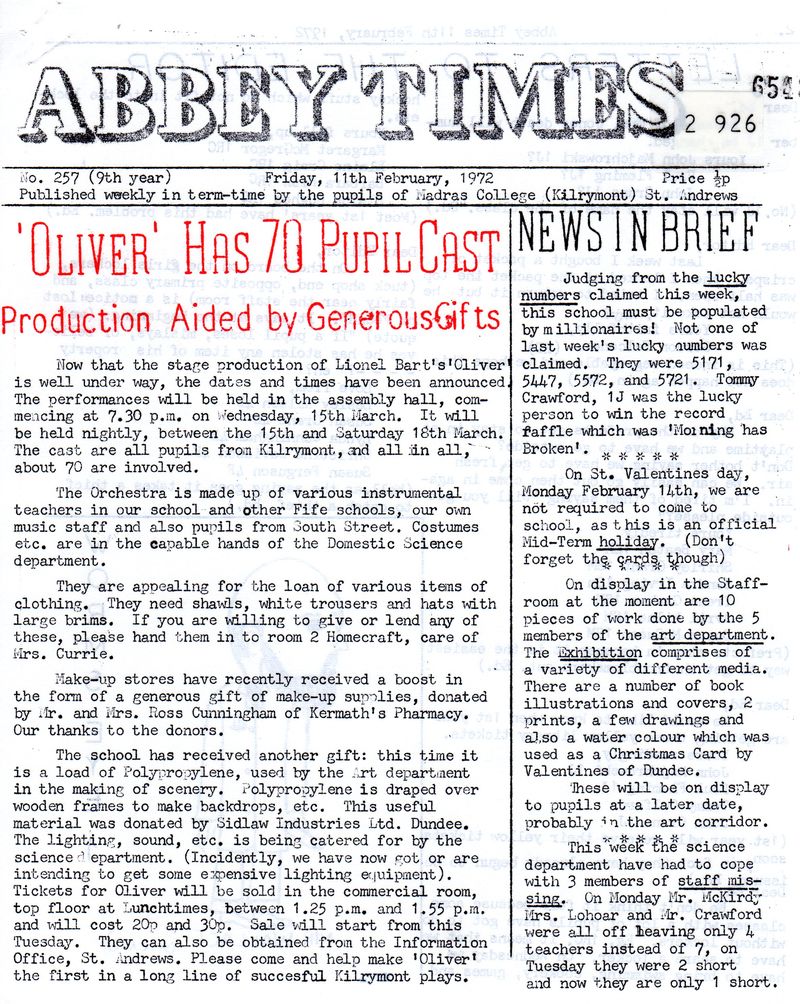 ABBEY TIMES
654
2 926
No. 257 (9th year) Friday, 11th February, 1972 Price ½p
Published weekly in term-time by the pupils of Madras College (Kilrymont) St. Andrews
'OLIVER' HAS 70 PUPIL CAST
Production Aided by Generous Gifts
Now that the stage production of Lionel Bart's'Oliver'
is well under way, the dates and times have been announced.
The performances will be held in the assembly hall, com-
mencing at 7.30 p.m. on Wednesday, 15th March. It will
be held nightly, between the 15th and Saturday 18th March.
The cast are all pupils from Kilrymont, and all in all,
about 70 are involved.
The Orchestra is made up of various instrumental
teachers in our school and other Fife schools, our own
music staff and also pupils from South Street. Costumes
etc. are in the capable hands of the Domestic Science
department.
They are appealing for the loan of various items of
clothing. They need shawls, white trousers and hats with
large brims. If you are willing to give or lend any of
these, please hand them in to room 2 Homecraft, care of
Mrs. Currie.
Make-up stores have recently received a boost in
the form of a generous gift of make-up supplies, donated
by Mr. and Mrs. Ross Cunningham of Kermath's Pharmacy.
Our thanks to the donors.
The school has received another gift: this time it
is a load of Polypropylene, used by the Art department
in the making of scenery. Polypropylene is draped over
wooden frames to make backdrops, etc. This useful
material was donated by Sidlaw Industries Ltd. Dundee.
The lighting, sound, etc. is being catered for by the
science department. (Incidently, we have now got or are
intending to get some expensive lighting equipment).
Tickets for Oliver will be sold in the commercial room,
top floor at Lunchtimes, between 1.25 p.m. and 1.55 p.m.
and will cost 20p and 30p. Sale will start from this
Tuesday. They can also be obtained from the Information
Office, St. Andrews. Please come and help make 'Oliver'
the first in a long line of succesful Kilrymont plays.
NEWS IN BRIEF
Judging from the lucky
numbers claimed this week,
this school must be populated
by millionaires! Not one of
last week's lucky numbers was
claimed. They were 5171,
5447, 5572, and 5721. Tommy
Crawford, 1J was the lucky
person to win the record
faffle which was 'Morning has
Broken'.
* * * * *
On St. Valentines day,
Monday February 14th, we are
not required to come to
school, as this is an official
Mid-Term holiday. (Don't
forget the cards though)
* * * * *
On display in the Staff-
room at the moment are 10
pieces of work done by the 5
members of the art department.
The Exhibition comprises of
a variety of different media.
There are a number of book
illustrations and covers, 2
prints, a few drawings and
also a water colour which was
used as a Christmas Card by
Valentines of Dundee.
These will be on display
to pupils at a later date,
probably in the art corridor.
* * * * *
This week the science
department have had to cope
with 3 members of staff mis-
sing. On Monday Mr. McKirdy
Mrs. Lohoar and Mr. Crawford
were all off leaving only 4
teachers instead of 7, on
Tuesday they were 2 short
and now they are only 1 short.